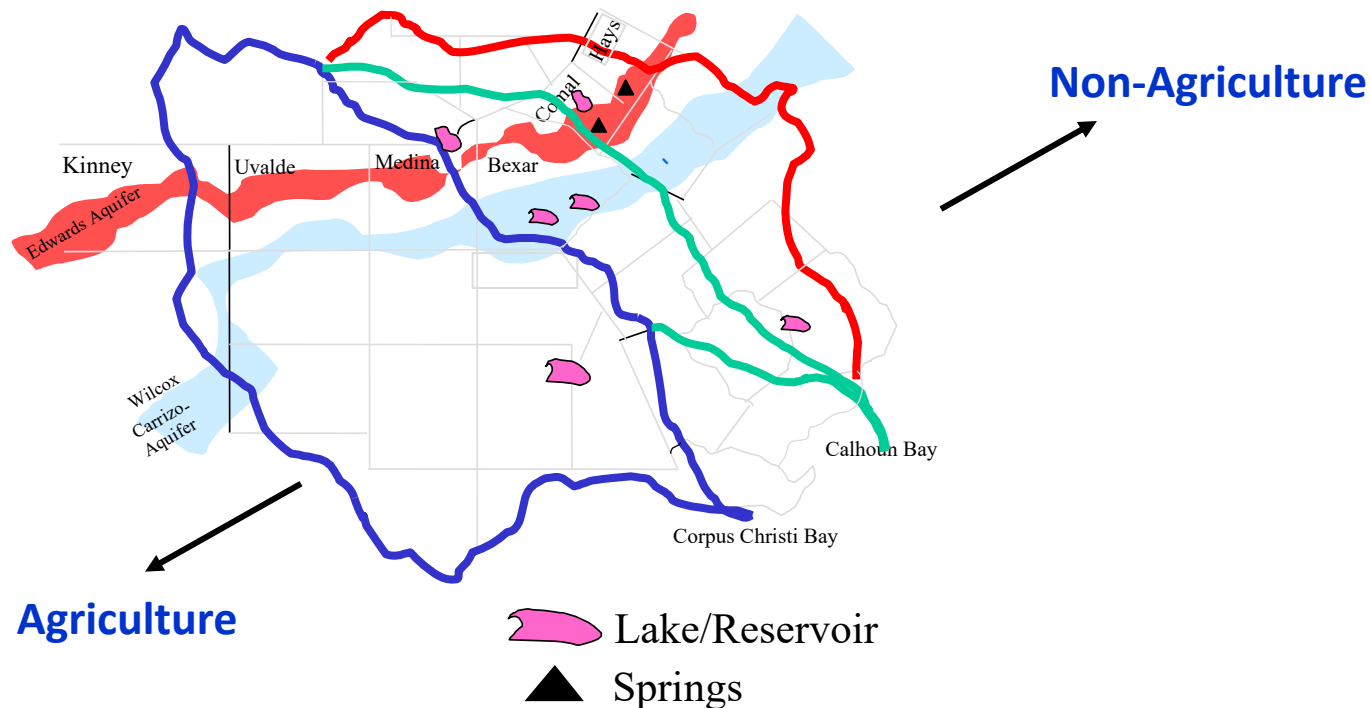 Hays
Non-Agriculture
Comal
Kinney
Uvalde
Medina
Bexar
Edwards Aquifer
Wilcox
Carrizo-
Aquifer
Calhoun Bay
Corpus Christi Bay
Agriculture
Lake/Reservoir
Springs